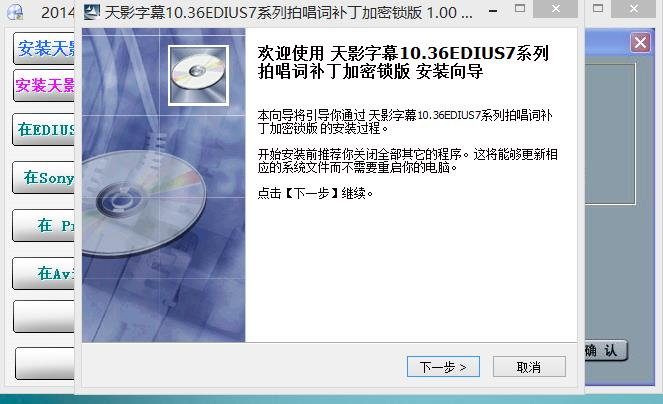 2014
天影字幕10.36EDIUS7系列拍唱词补丁加密锁版 1.00 ...
安装天影
安装天影
在EDIUS
在Sony
在 Pr
在Avi
欢迎使用 天影字幕10.36EDIUS7系列
拍唱词补丁加密锁版 安装向导
本向导将引导你通过 天影字幕10.36EDIUS7系列拍唱词补
丁加密锁版 的安装过程。
开始安装前推荐你关闭全部其它的程序。这将能够更新相
应的系统文件而不需要重启你的电脑。
点击【下一步】继续。
确 认
下一步 >
取消